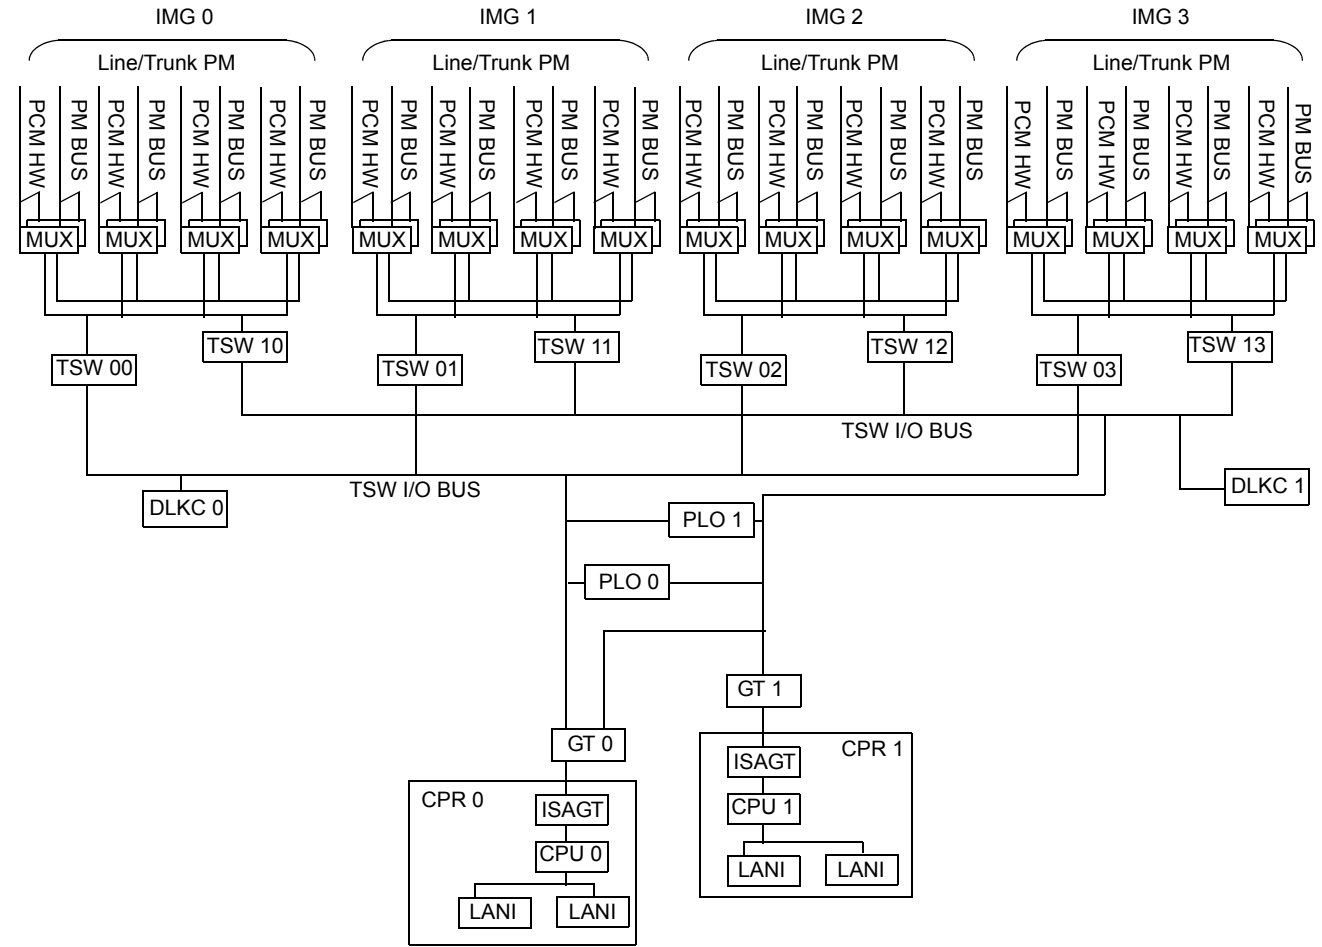 IMG 0 IMG 1 IMG 2 IMG 3
Line/Trunk PM Line/Trunk PM Line/Trunk PM Line/Trunk PM
PCM HW PM BUS PCM HW PM BUS PCM HW PM BUS PCM HW PM BUS PCM HW PM BUS PCM HW PM BUS PCM HW PM BUS PCM HW PM BUS PCM HW PM BUS PCM HW PM BUS PCM HW PM BUS PCM HW PM BUS PCM HW PM BUS PCM HW PM BUS PCM HW PM BUS PCM HW PM BUS
MUX MUX MUX MUX MUX MUX MUX MUX MUX MUX MUX MUX MUX MUX MUX MUX
TSW 10 TSW 11 TSW 12 TSW 13
TSW 00 TSW 01 TSW 02 TSW 03
TSW I/O BUS
TSW I/O BUS
DLKC 1
DLKC 0
PLO 1
PLO 0
GT 1
GT 0
CPR 1
ISAGT
CPU 1
LANI LANI
CPR 0
ISAGT
CPU 0
LANI LANI